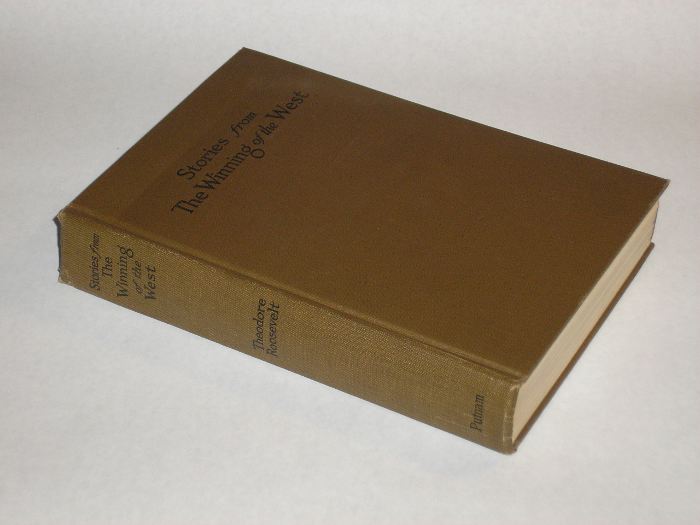 Stories from
The Winning of the West
Stories from
The
Winning
of the
West
Theodore
Roosevelt
Putnam